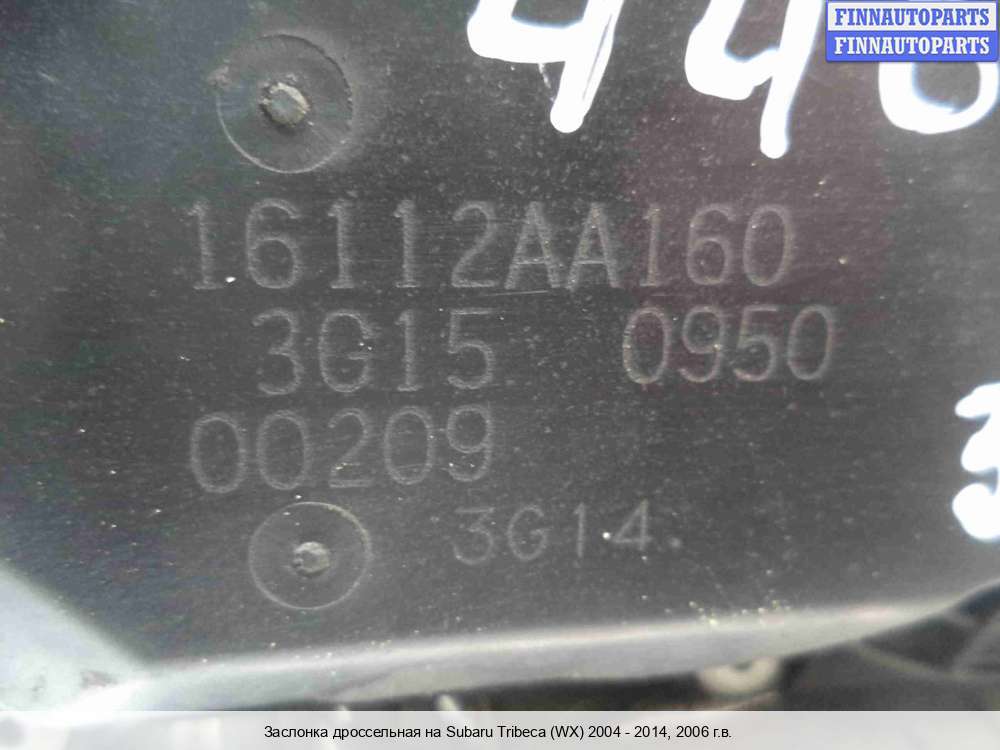 FINNAUTOPARTS
FINNAUTOPARTS
16112AA160
3G15 0950
00209
3G14
Заслонка дроссельная на Subaru Tribeca (WX) 2004 - 2014, 2006 г.в.